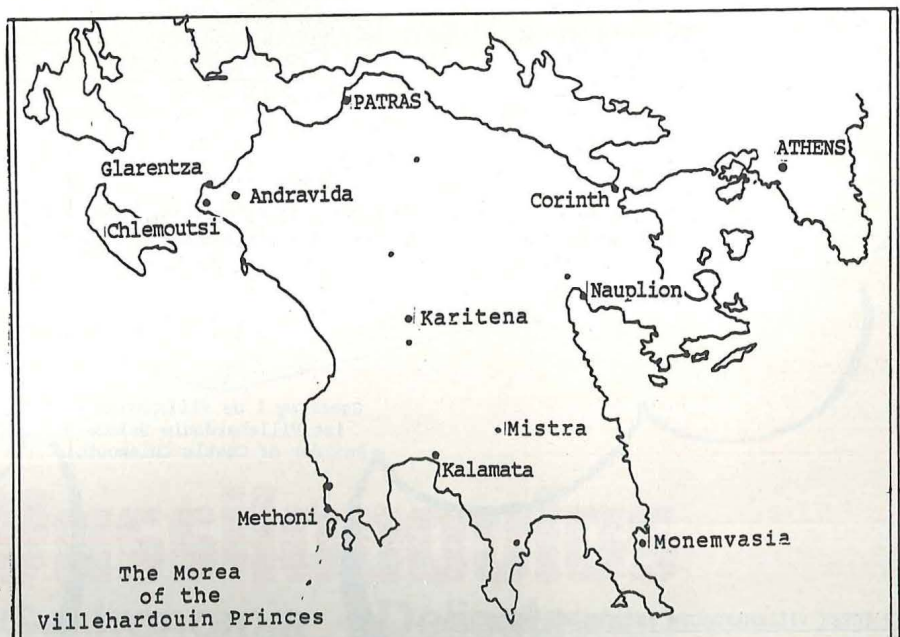 PATRAS
ATHENS
Glarentza
Andravida
Corinth
Chlemoutsi
Nauplion
Karitena
Mistra
Kalamata
Methoni
Monemvasia
The Morea
of the
Villehardouin Princes